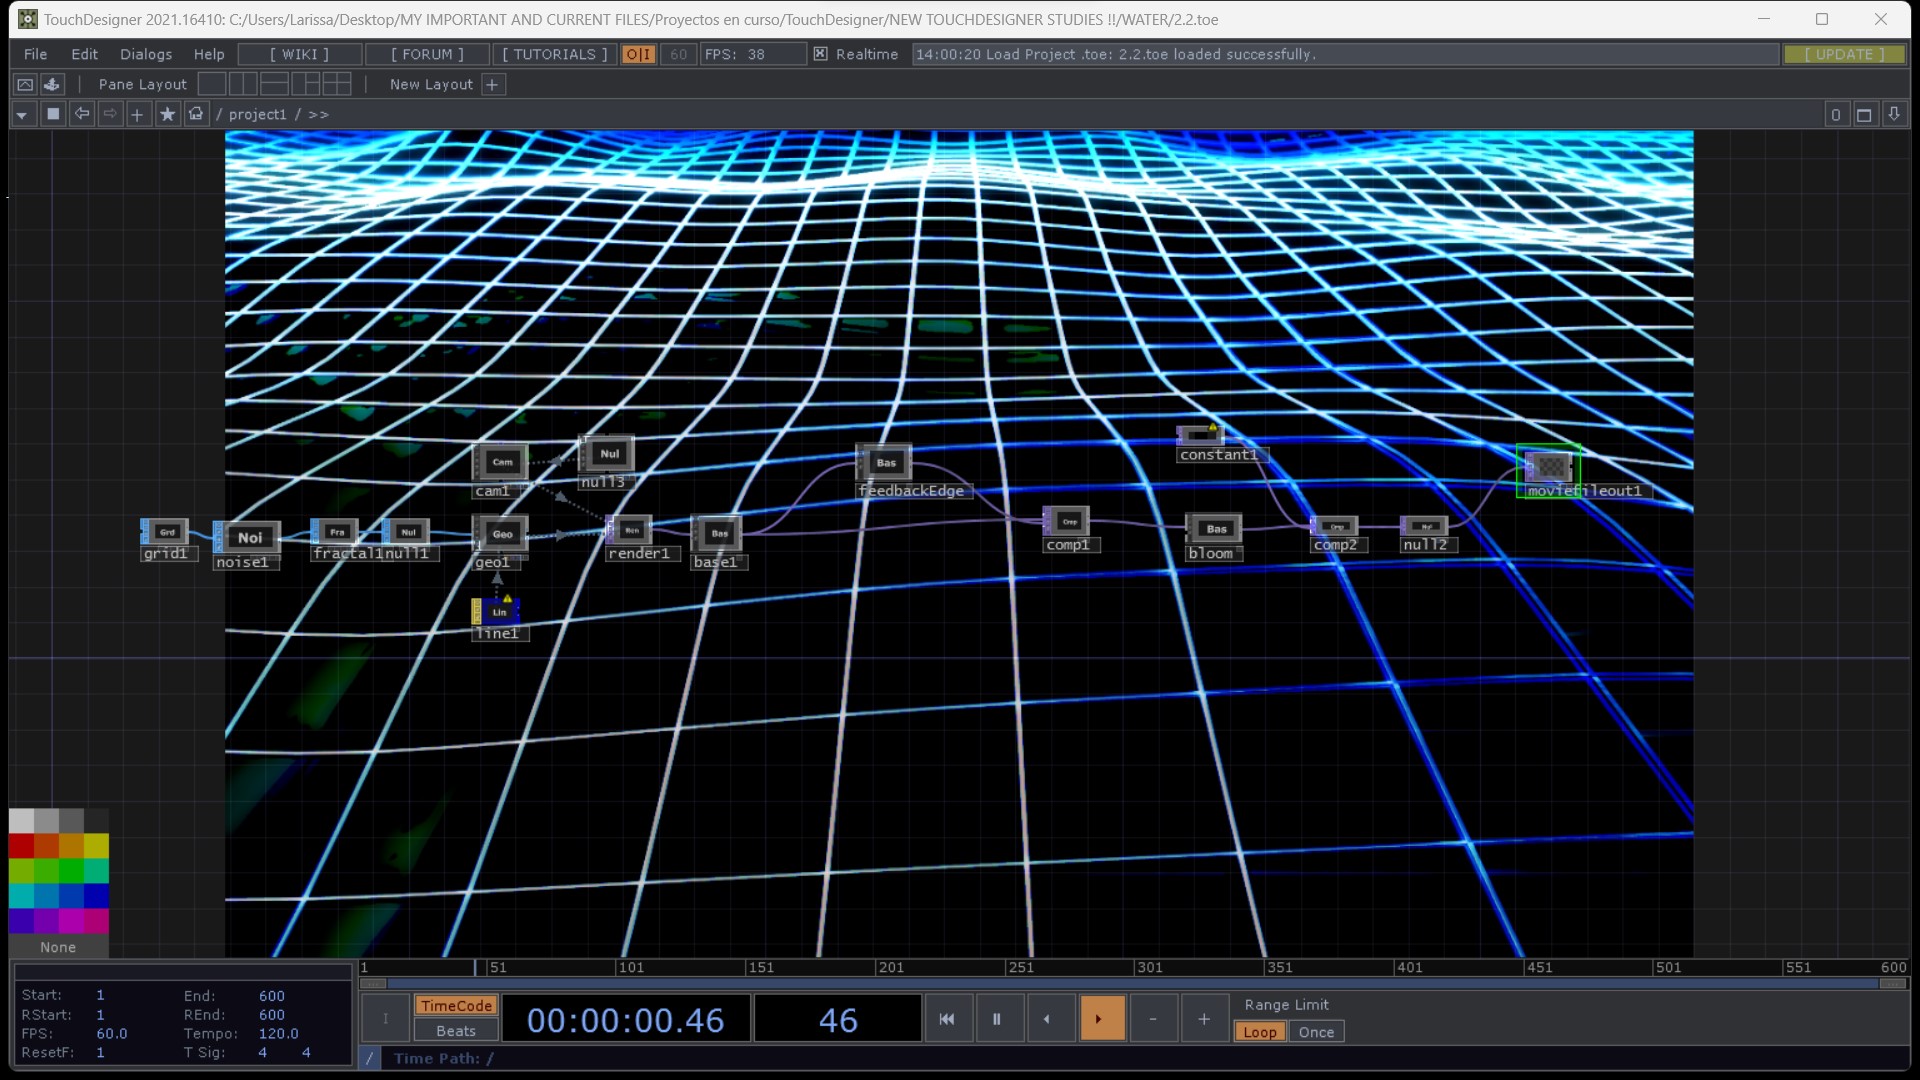 TouchDesigner 2021.16410: C:/Users/Larissa/Desktop/MY IMPORTANT AND CURRENT FILES/Proyectos en curso/TouchDesigner/NEW TOUCHDESIGNER STUDIES !!/WATER/2.2.toe
File Edit Dialogs Help [ WIKI ] [ FORUM ] [ TUTORIALS ] O|I 60 FPS: 38 Realtime 14:00:20 Load Project .toe: 2.2.toe loaded successfully. [ UPDATE ]
Pane Layout New Layout +
/ project1 / >> 0
constant1
Cam Nul Bas
cam1 null3 feedbackEdge moviefileout1
Grd Noi Fra Nul Geo Ren Bas Cmp Bas Cmp Nul
grid1 noise1 fractal1 null1 geo1 render1 base1 comp1 bloom comp2 null2
Lin
line1
None
1 51 101 151 201 251 301 351 401 451 501 551 600
Start: 1 End: 600
RStart: 1 REnd: 600
FPS: 60.0 Tempo: 120.0
ResetF: 1 T Sig: 4 4
TimeCode
Beats
00:00:00.46 46
- +
Range Limit
Loop Once
/ Time Path: /